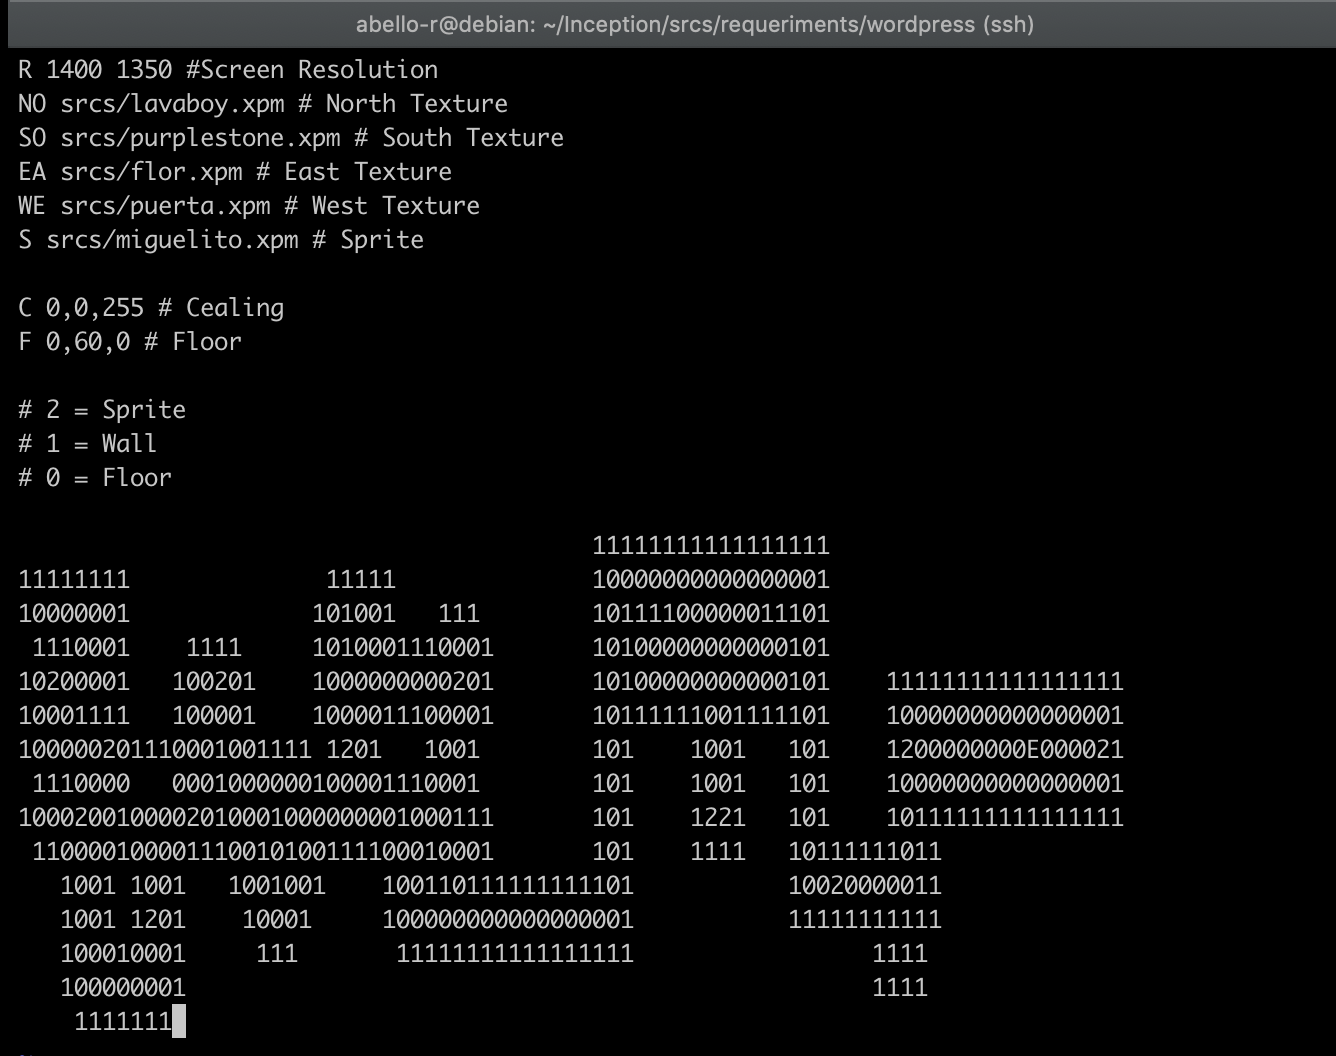 abello-r@debian: ~/Inception/srcs/requeriments/wordpress (ssh)
R 1400 1350 #Screen Resolution
NO srcs/lavaboy.xpm # North Texture
SO srcs/purplestone.xpm # South Texture
EA srcs/flor.xpm # East Texture
WE srcs/puerta.xpm # West Texture
S srcs/miguelito.xpm # Sprite

C 0,0,255 # Cealing
F 0,60,0 # Floor

# 2 = Sprite
# 1 = Wall
# 0 = Floor

                                         11111111111111111
11111111              11111              10000000000000001
10000001             101001   111        10111100000011101
 1110001    1111     1010001110001       10100000000000101
10200001   100201    1000000000201       10100000000000101    11111111111111111
10001111   100001    1000011100001       10111111001111101    10000000000000001
100000201110001001111 1201   1001        101    1001   101    1200000000E000021
 1110000   0001000000100001110001        101    1001   101    10000000000000001
1000200100002010001000000001000111       101    1221   101    10111111111111111
 110000100001110010100111100010001       101    1111   10111111011
   1001 1001   1001001    100110111111111101           10020000011
   1001 1201    10001     100000000000000001           11111111111
   100010001     111       11111111111111111                 1111
   100000001                                                 1111
    1111111